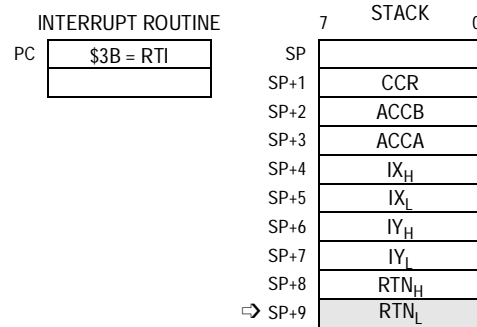 INTERRUPT ROUTINE
PC $3B = RTI
STACK
7 0
SP
SP+1 CCR
SP+2 ACCB
SP+3 ACCA
SP+4 IXH
SP+5 IXL
SP+6 IYH
SP+7 IYL
SP+8 RTNH
➩ SP+9 RTNL